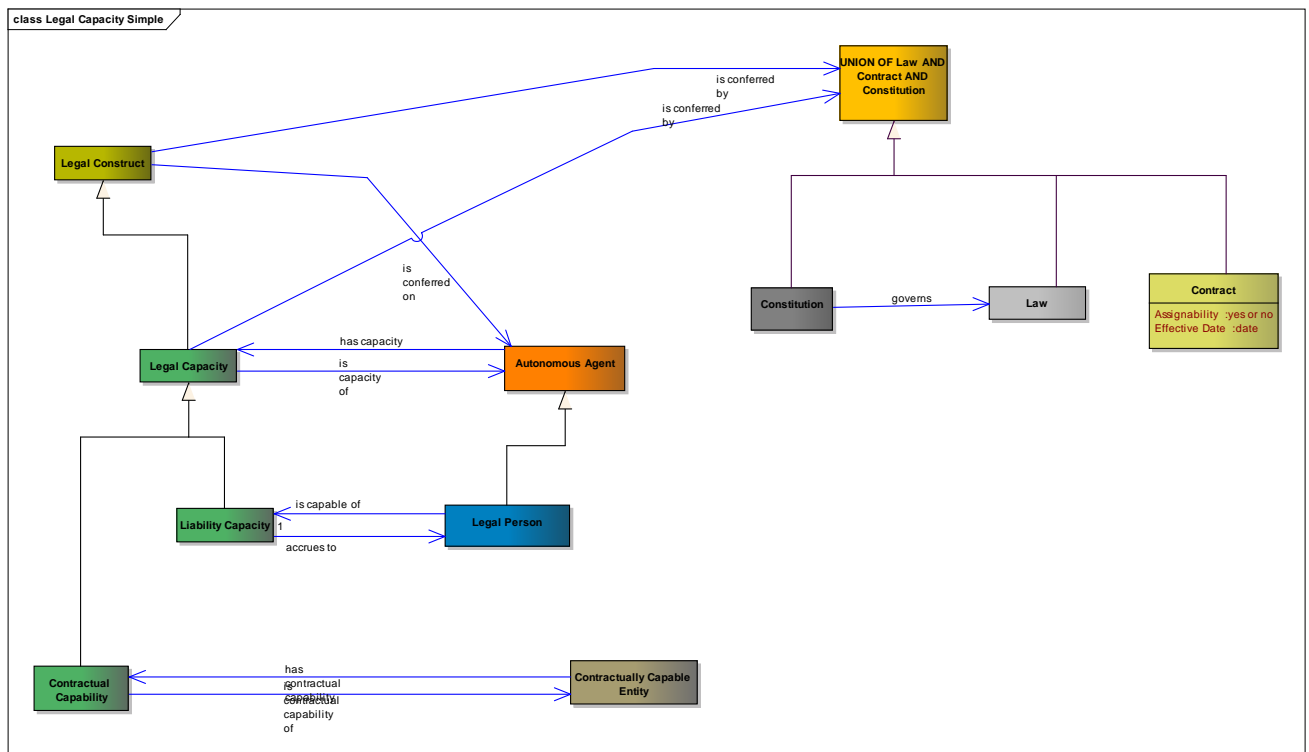 class Legal Capacity Simple
UNION OF Law AND
Contract AND
Constitution
is conferred
by
is conferred
by
Legal Construct
is
conferred
on
Constitution
governs
Law
Contract
Assignability :yes or no
Effective Date :date
has capacity
Legal Capacity
is
capacity
of
Autonomous Agent
is capable of
Liability Capacity
1
Legal Person
accrues to
has
contractual
capability
is
contractual
capability
of
Contractual
Capability
Contractually Capable
Entity